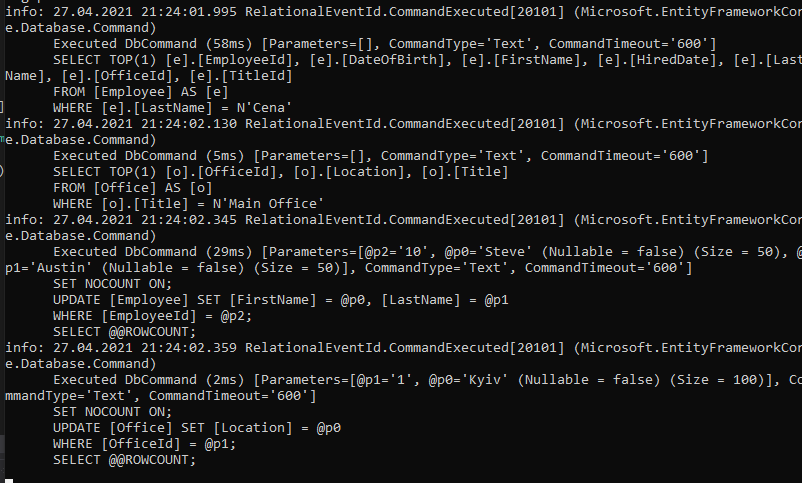 info: 27.04.2021 21:24:01.995 RelationalEventId.CommandExecuted[20101] (Microsoft.EntityFrameworkCor
e.Database.Command)
Executed DbCommand (58ms) [Parameters=[], CommandType='Text', CommandTimeout='600']
SELECT TOP(1) [e].[EmployeeId], [e].[DateOfBirth], [e].[FirstName], [e].[HiredDate], [e].[Last
Name], [e].[OfficeId], [e].[TitleId]
FROM [Employee] AS [e]
WHERE [e].[LastName] = N'Cena'
info: 27.04.2021 21:24:02.130 RelationalEventId.CommandExecuted[20101] (Microsoft.EntityFrameworkCor
e.Database.Command)
Executed DbCommand (5ms) [Parameters=[], CommandType='Text', CommandTimeout='600']
SELECT TOP(1) [o].[OfficeId], [o].[Location], [o].[Title]
FROM [Office] AS [o]
WHERE [o].[Title] = N'Main Office'
info: 27.04.2021 21:24:02.345 RelationalEventId.CommandExecuted[20101] (Microsoft.EntityFrameworkCor
e.Database.Command)
Executed DbCommand (29ms) [Parameters=[@p2='10', @p0='Steve' (Nullable = false) (Size = 50), @
p1='Austin' (Nullable = false) (Size = 50)], CommandType='Text', CommandTimeout='600']
SET NOCOUNT ON;
UPDATE [Employee] SET [FirstName] = @p0, [LastName] = @p1
WHERE [EmployeeId] = @p2;
SELECT @@ROWCOUNT;
info: 27.04.2021 21:24:02.359 RelationalEventId.CommandExecuted[20101] (Microsoft.EntityFrameworkCor
e.Database.Command)
Executed DbCommand (2ms) [Parameters=[@p1='1', @p0='Kyiv' (Nullable = false) (Size = 100)], Co
mmandType='Text', CommandTimeout='600']
SET NOCOUNT ON;
UPDATE [Office] SET [Location] = @p0
WHERE [OfficeId] = @p1;
SELECT @@ROWCOUNT;